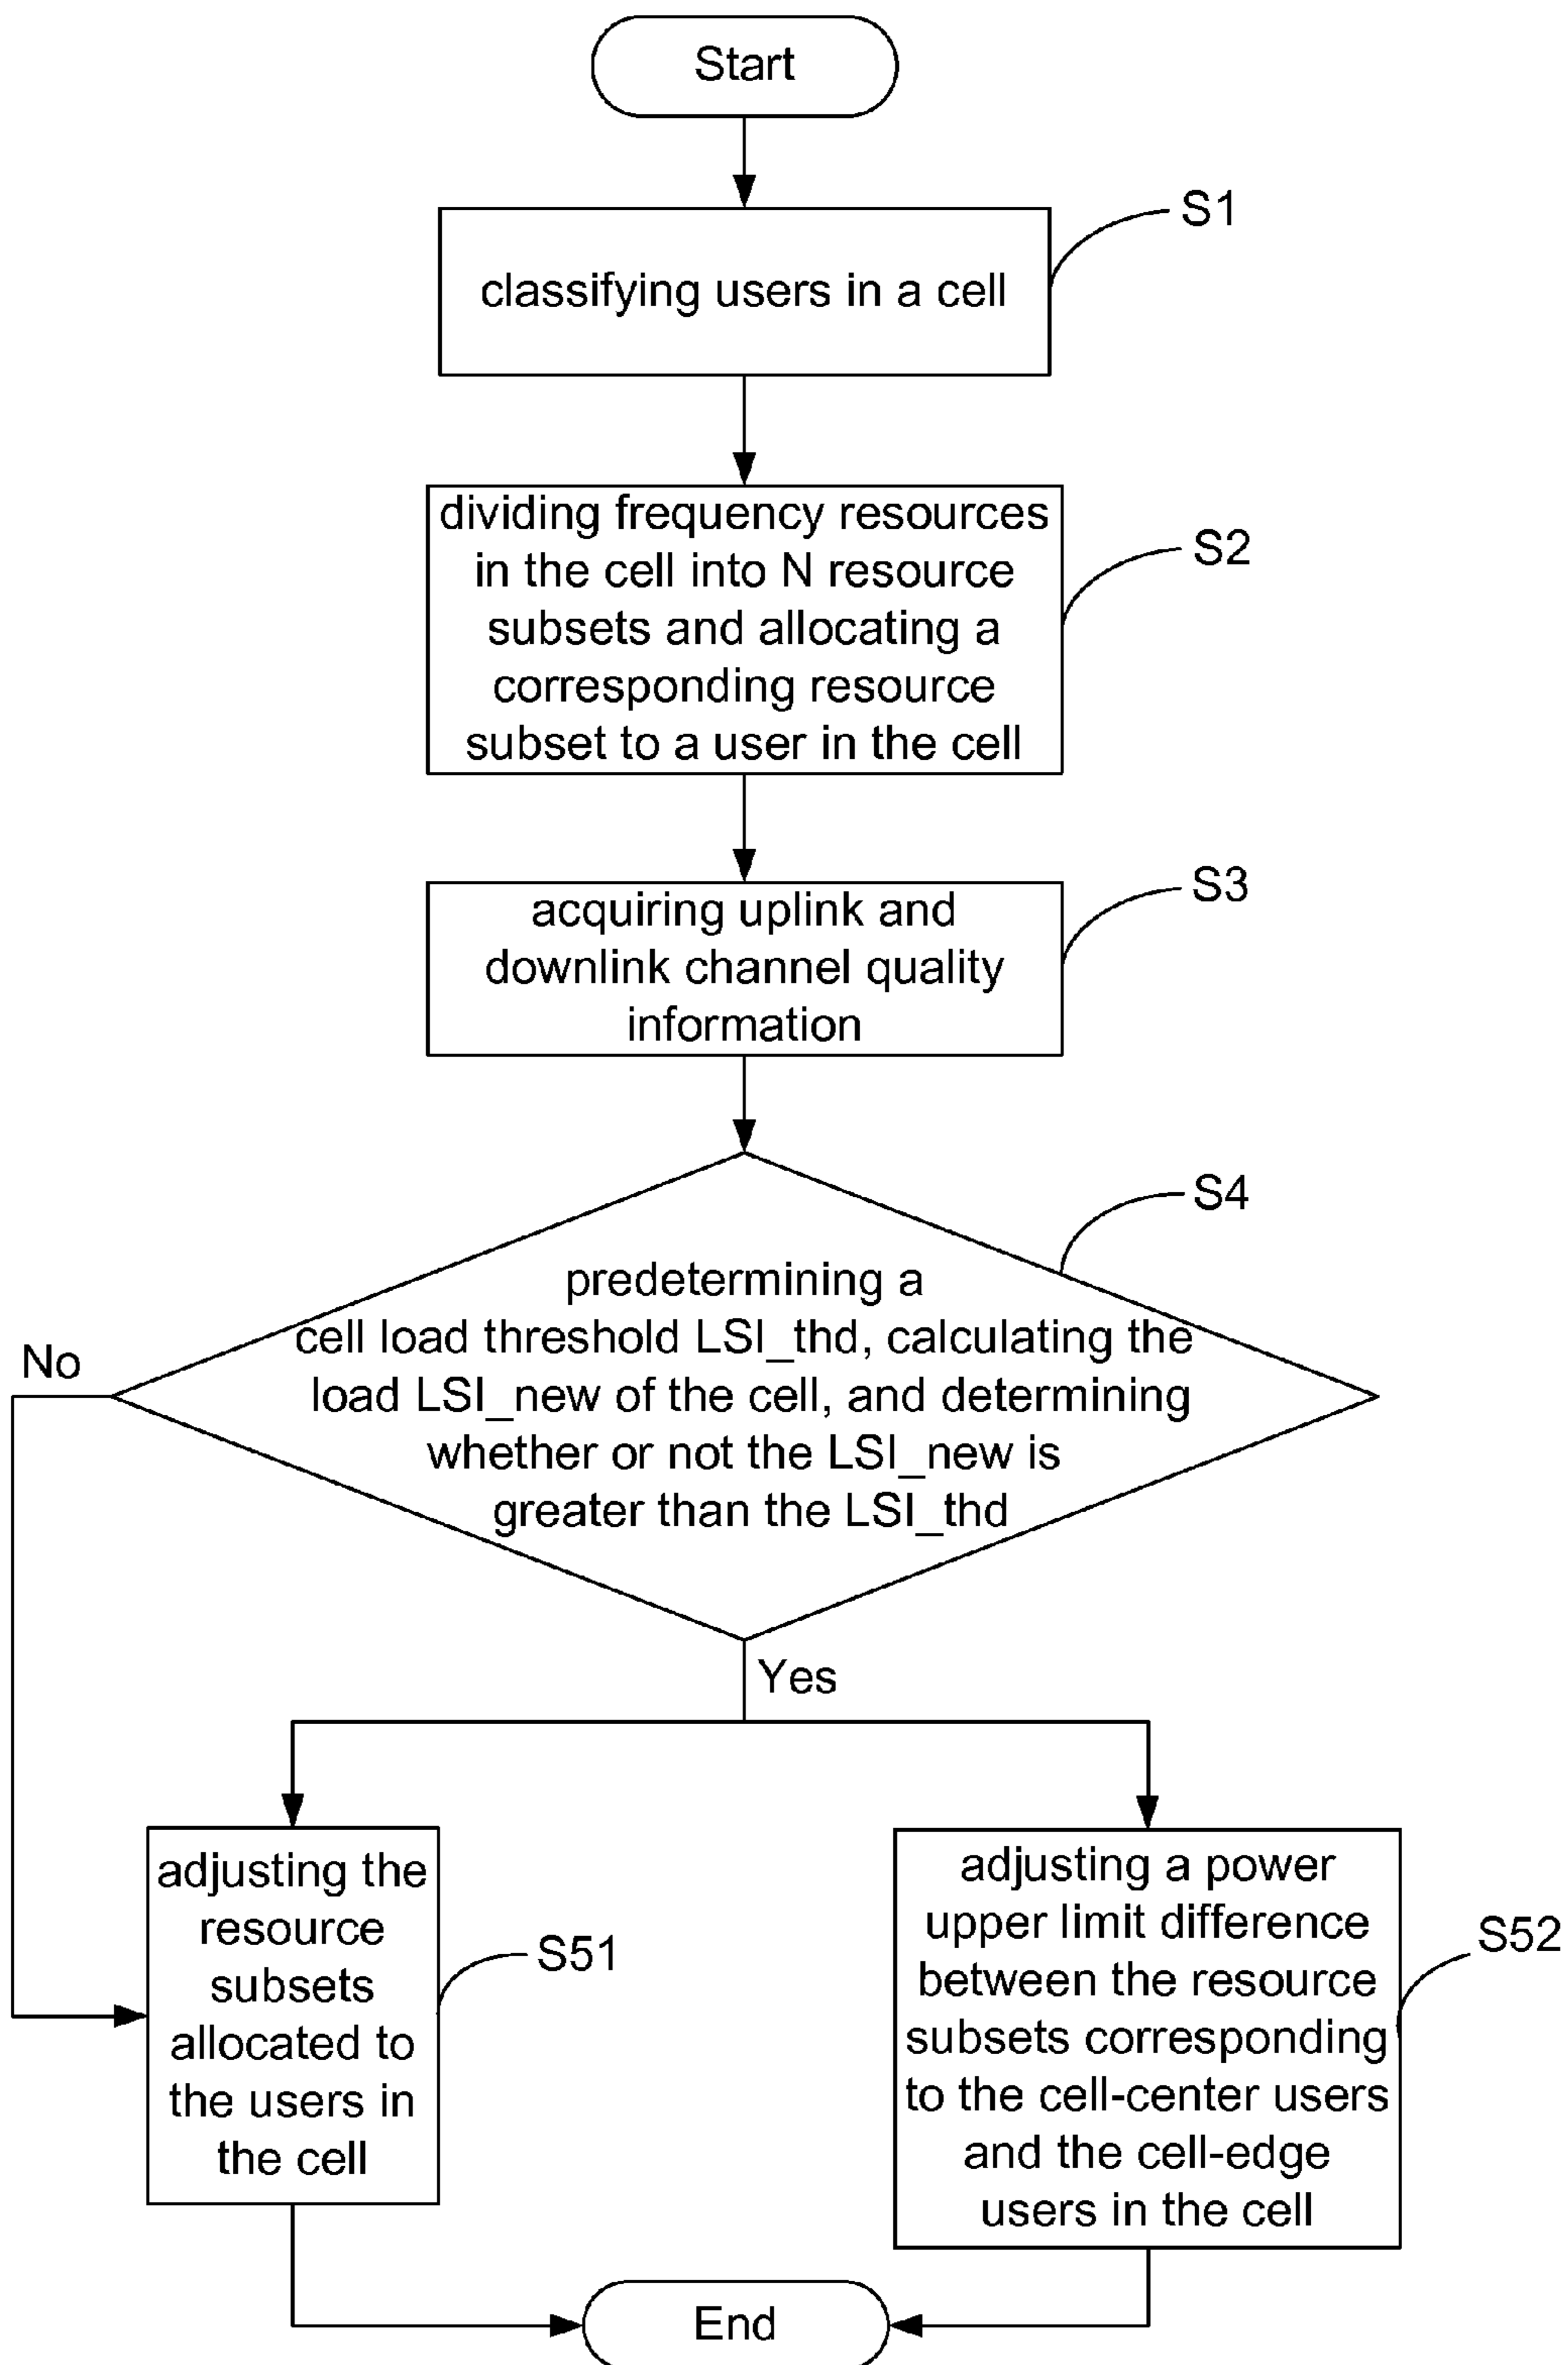 Start
S1
classifying users in a cell
dividing frequency resources
in the cell into N resource
subsets and allocating a
corresponding resource
subset to a user in the cell
S2
acquiring uplink and
downlink channel quality
information
S3
S4
predetermining a
cell load threshold LSI_thd, calculating the
load LSI_new of the cell, and determining
whether or not the LSI_new is
greater than the LSI_thd
No
Yes
adjusting the
resource
subsets
allocated to
the users in
the cell
S51
adjusting a power
upper limit difference
between the resource
subsets corresponding
to the cell-center users
and the cell-edge
users in the cell
S52
End